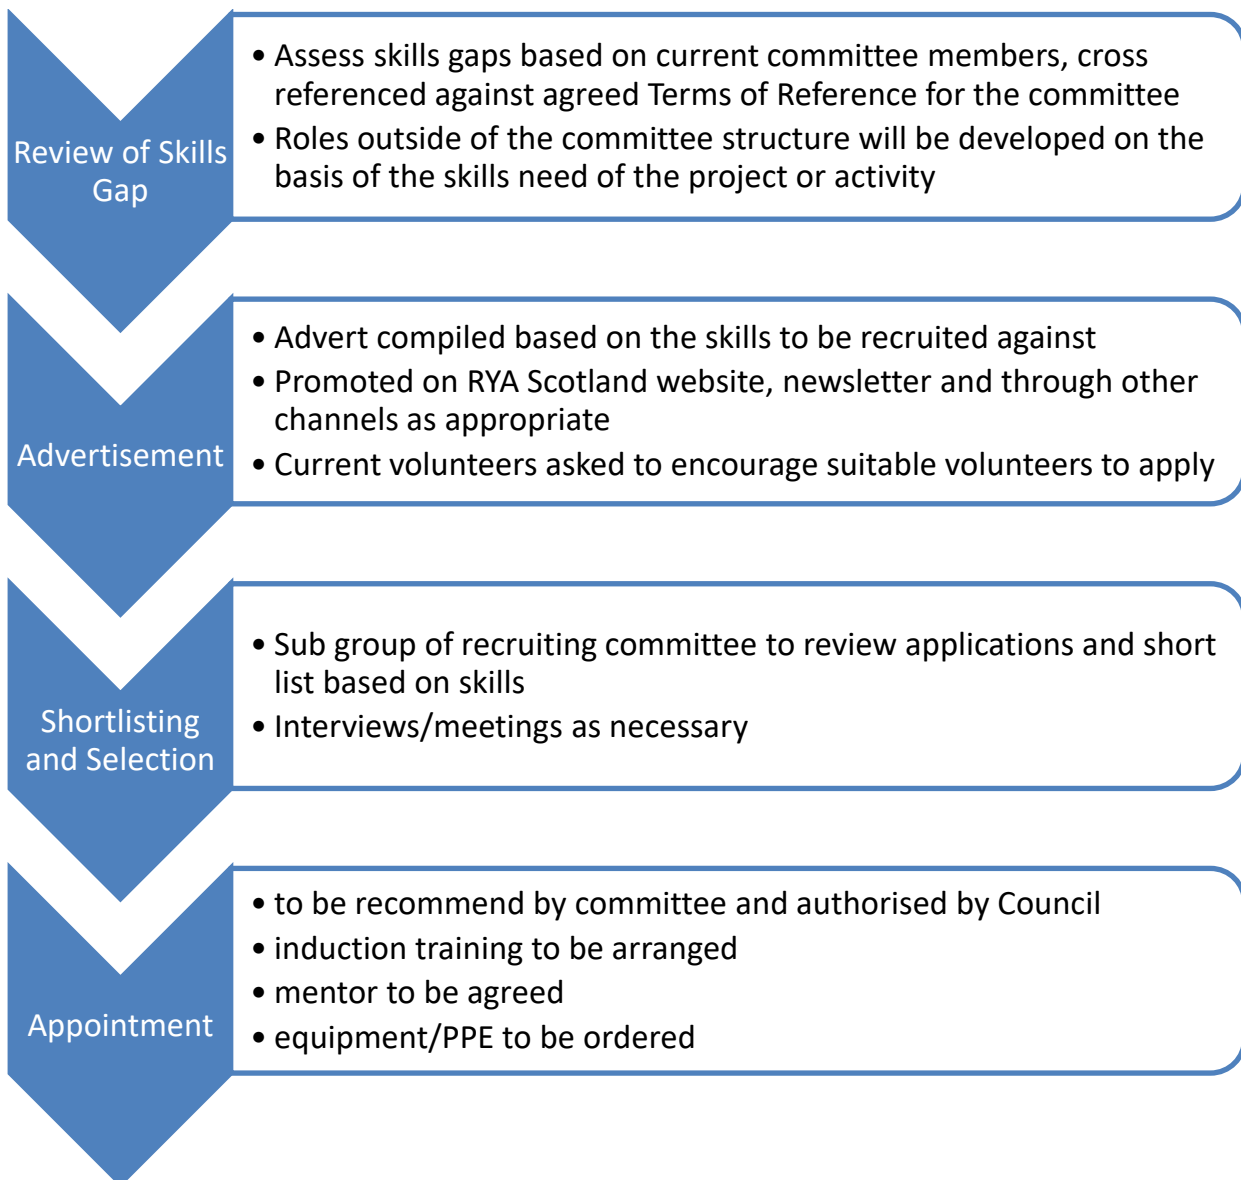 Review of Skills
Gap
• Assess skills gaps based on current committee members, cross
referenced against agreed Terms of Reference for the committee
• Roles outside of the committee structure will be developed on the
basis of the skills need of the project or activity
Advertisement
• Advert compiled based on the skills to be recruited against
• Promoted on RYA Scotland website, newsletter and through other
channels as appropriate
• Current volunteers asked to encourage suitable volunteers to apply
Shortlisting
and Selection
• Sub group of recruiting committee to review applications and short
list based on skills
• Interviews/meetings as necessary
Appointment
• to be recommend by committee and authorised by Council
• induction training to be arranged
• mentor to be agreed
• equipment/PPE to be ordered